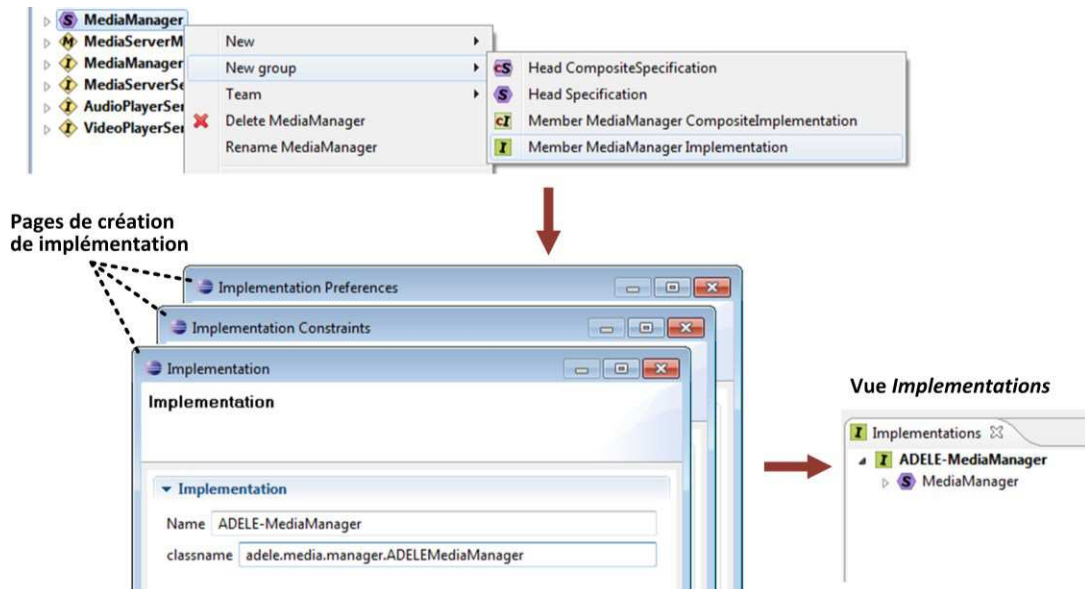 MediaManager
MediaServerM
MediaManager
MediaServerSe
AudioPlayerSer
VideoPlayerSer
New
New group
Team
Delete MediaManager
Rename MediaManager
Head CompositeSpecification
Head Specification
Member MediaManager CompositeImplementation
Member MediaManager Implementation
Pages de création
de implémentation
Implementation Preferences
Implementation Constraints
Implementation
Implementation
Implementation
Name ADELE-MediaManager
classname adele.media.manager.ADELEMediaManager
Vue Implementations
Implementations
ADELE-MediaManager
MediaManager